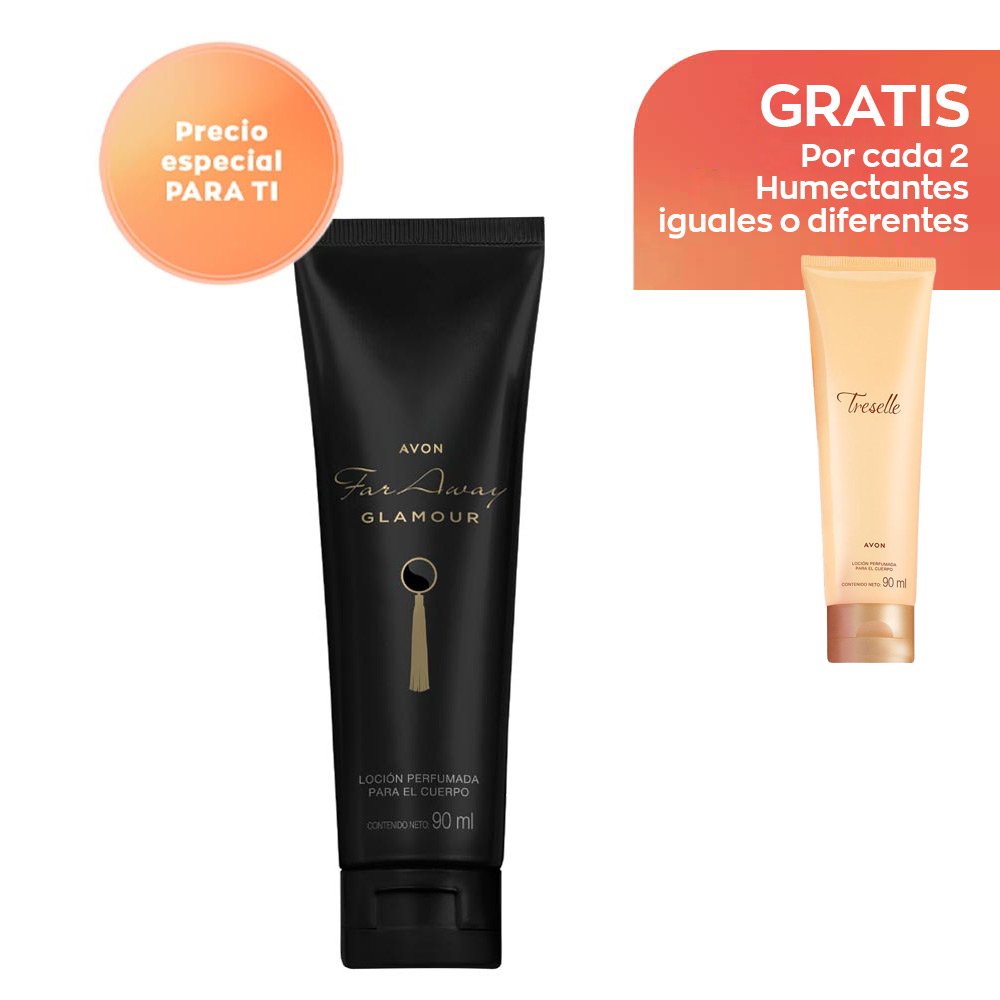 Precio
especial
PARA TI
GRATIS
Por cada 2
Humectantes
iguales o diferentes
AVON
Far Away
GLAMOUR
LOCIÓN PERFUMADA
PARA EL CUERPO
CONTENIDO NETO: 90 ml
Treselle
AVON
LOCIÓN PERFUMADA
PARA EL CUERPO
CONTENIDO NETO: 90 ml